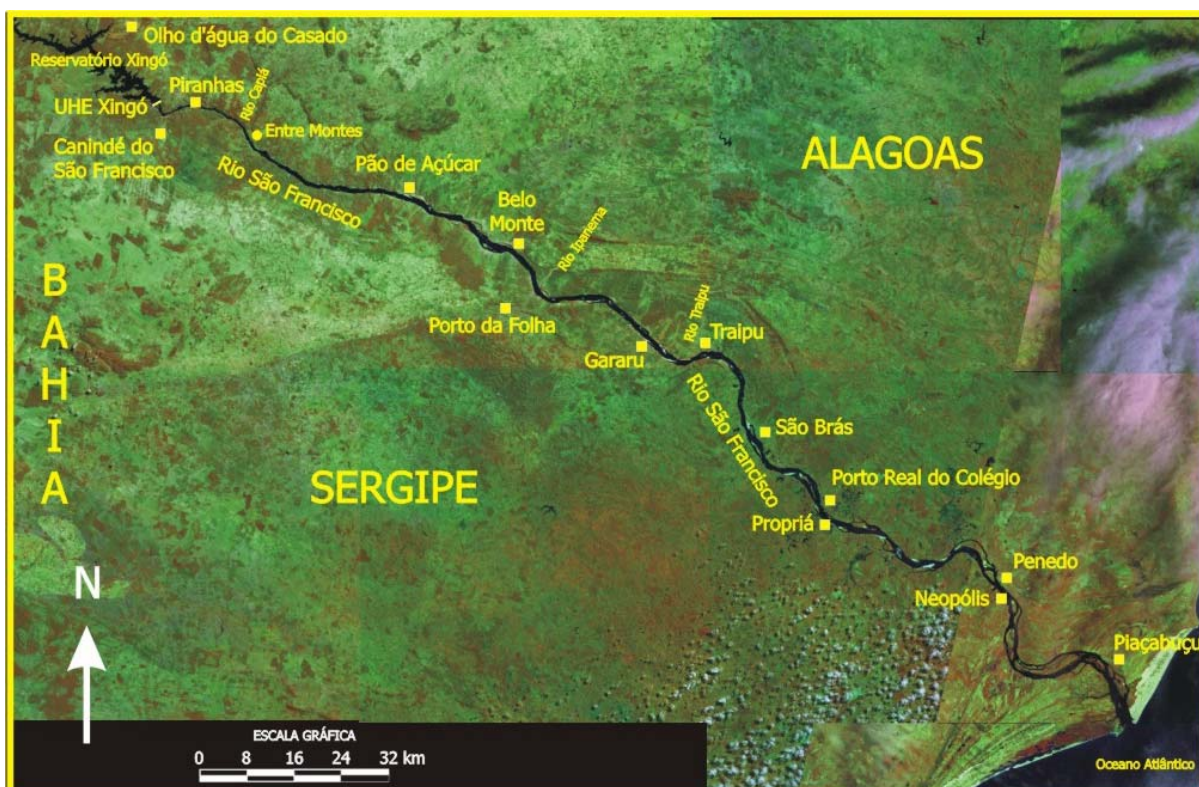 Olho d'água do Casado
Reservatório Xingó
Piranhas
UHE Xingó
Rio Capiá
Entre Montes
Canindé do
São Francisco
Rio São Francisco
Pão de Açúcar
ALAGOAS
Belo
Monte
Rio Ipanema
BAHIA
Porto da Folha
Rio Traipu
Traipu
Gararu
Rio São Francisco
São Brás
SERGIPE
Porto Real do Colégio
Propriá
N
Penedo
Neopólis
Piaçabuçu
ESCALA GRÁFICA
0 8 16 24 32 km
Oceano Atlântico